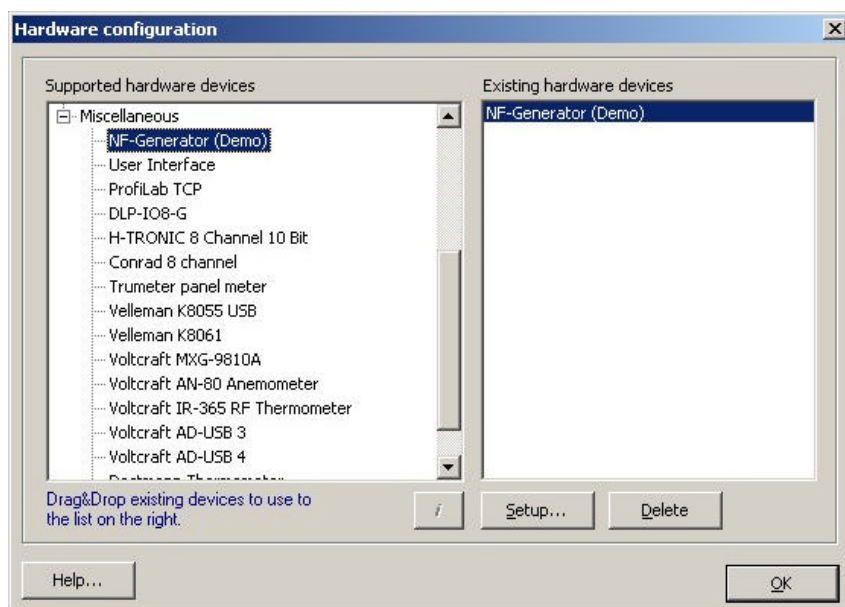 Hardware configuration
Supported hardware devices
Existing hardware devices
Miscellaneous
NF-Generator (Demo)
User Interface
ProfiLab TCP
DLP-IO8-G
H-TRONIC 8 Channel 10 Bit
Conrad 8 channel
Trumeter panel meter
Velleman K8055 USB
Velleman K8061
Voltcraft MXG-9810A
Voltcraft AN-80 Anemometer
Voltcraft IR-365 RF Thermometer
Voltcraft AD-USB 3
Voltcraft AD-USB 4
NF-Generator (Demo)
Drag&Drop existing devices to use to
the list on the right.
i
Setup...
Delete
Help...
OK